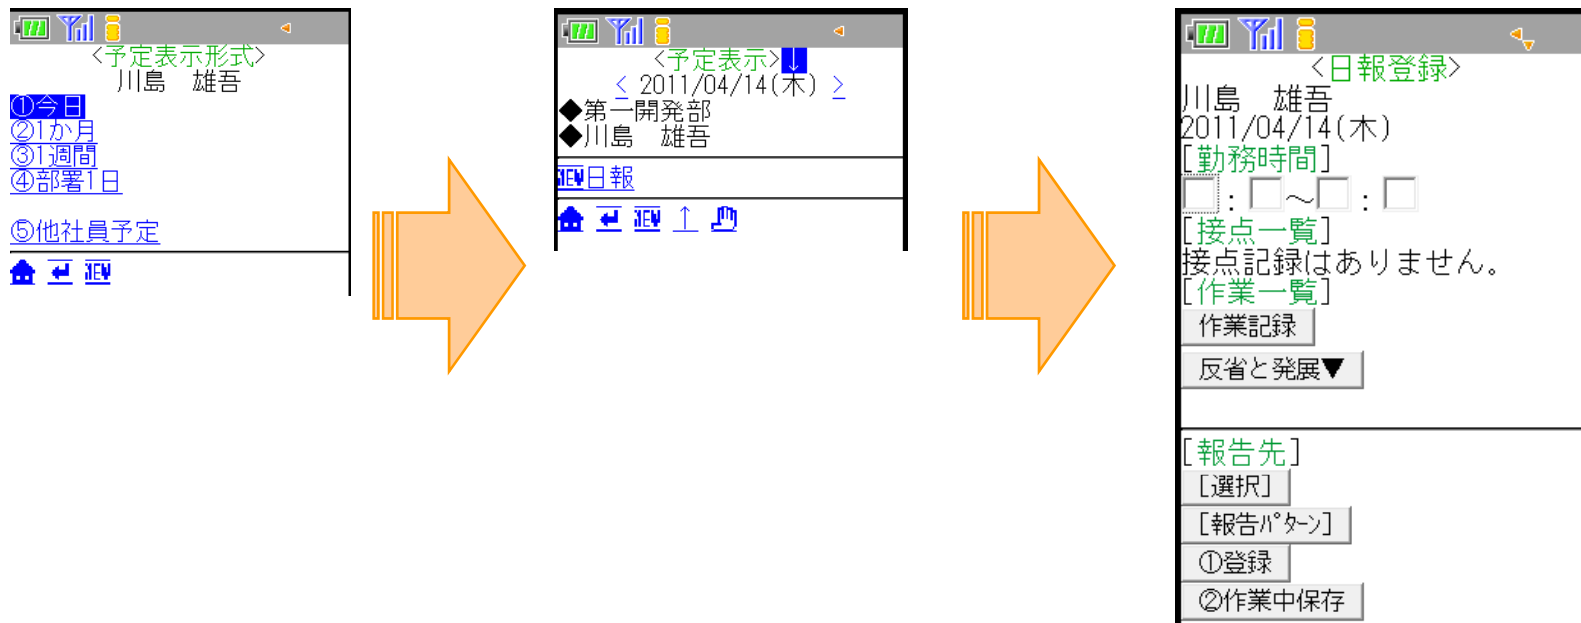 <予定表示形式>
川島　雄吾
①今日
②1か月
③1週間
④部署1日
⑤他社員予定
NEW
<予定表示>↓
< 2011/04/14(木) >
◆第一開発部
◆川島　雄吾
NEW日報
NEW ↑
<日報登録>
川島　雄吾
2011/04/14(木)
[勤務時間]
:　～　:
[接点一覧]
接点記録はありません。
[作業一覧]
作業記録
反省と発展▼
[報告先]
[選択]
[報告ﾊﾟﾀｰﾝ]
①登録
②作業中保存